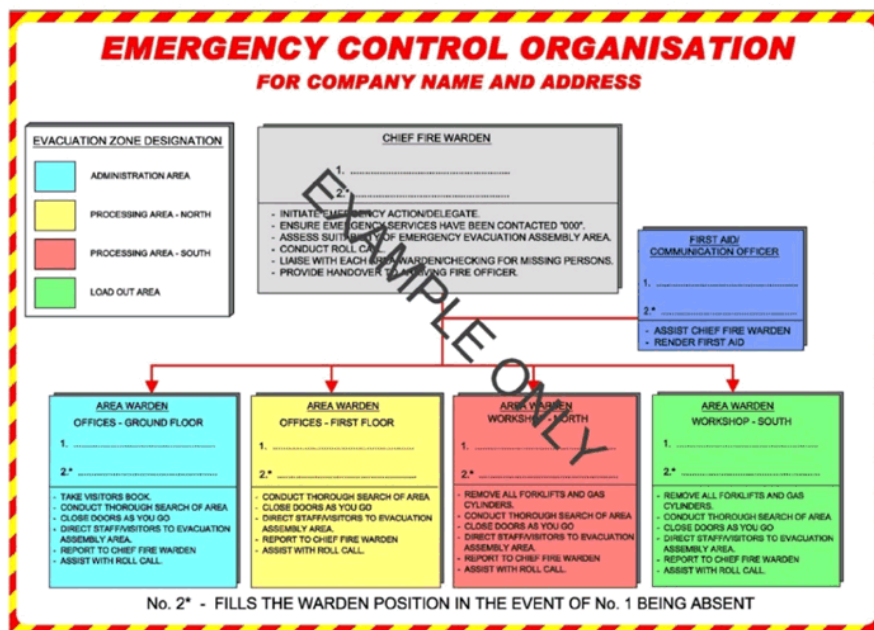 EMERGENCY CONTROL ORGANISATION
FOR COMPANY NAME AND ADDRESS
EVACUATION ZONE DESIGNATION
ADMINISTRATION AREA
PROCESSING AREA - NORTH
PROCESSING AREA - SOUTH
LOAD OUT AREA
CHIEF FIRE WARDEN
1. ....................................................
2.* ....................................................
- INITIATE EMERGENCY ACTION/DELEGATE.
- ENSURE EMERGENCY SERVICES HAVE BEEN CONTACTED "000".
- ASSESS SUITABILITY OF EMERGENCY EVACUATION ASSEMBLY AREA.
- CONDUCT ROLL CALL
- LIAISE WITH EACH AREA WARDEN/CHECKING FOR MISSING PERSONS.
- PROVIDE HANDOVER TO ARRIVING FIRE OFFICER.
FIRST AID/
COMMUNICATION OFFICER
1. ....................................................
2.* ....................................................
- ASSIST CHIEF FIRE WARDEN
- RENDER FIRST AID
EXAMPLE ONLY
AREA WARDEN
OFFICES - GROUND FLOOR
1. ....................................................
2.* ....................................................
- TAKE VISITORS BOOK.
- CONDUCT THOROUGH SEARCH OF AREA
- CLOSE DOORS AS YOU GO
- DIRECT STAFF/VISITORS TO EVACUATION
ASSEMBLY AREA.
- REPORT TO CHIEF FIRE WARDEN
- ASSIST WITH ROLL CALL.
AREA WARDEN
OFFICES - FIRST FLOOR
1. ....................................................
2.* ....................................................
- CONDUCT THOROUGH SEARCH OF AREA
- CLOSE DOORS AS YOU GO
- DIRECT STAFF/VISITORS TO EVACUATION
ASSEMBLY AREA.
- REPORT TO CHIEF FIRE WARDEN
- ASSIST WITH ROLL CALL.
AREA WARDEN
WORKSHOP - NORTH
1. ....................................................
2.* ....................................................
- REMOVE ALL FORKLIFTS AND GAS
CYLINDERS.
- CONDUCT THOROUGH SEARCH OF AREA
- CLOSE DOORS AS YOU GO
- DIRECT STAFF/VISITORS TO EVACUATION
ASSEMBLY AREA.
- REPORT TO CHIEF FIRE WARDEN
- ASSIST WITH ROLL CALL.
AREA WARDEN
WORKSHOP - SOUTH
1. ....................................................
2.* ....................................................
- REMOVE ALL FORKLIFTS AND GAS
CYLINDERS.
- CONDUCT THOROUGH SEARCH OF AREA
- CLOSE DOORS AS YOU GO
- DIRECT STAFF/VISITORS TO EVACUATION
ASSEMBLY AREA.
- REPORT TO CHIEF FIRE WARDEN
- ASSIST WITH ROLL CALL.
No. 2* - FILLS THE WARDEN POSITION IN THE EVENT OF No. 1 BEING ABSENT